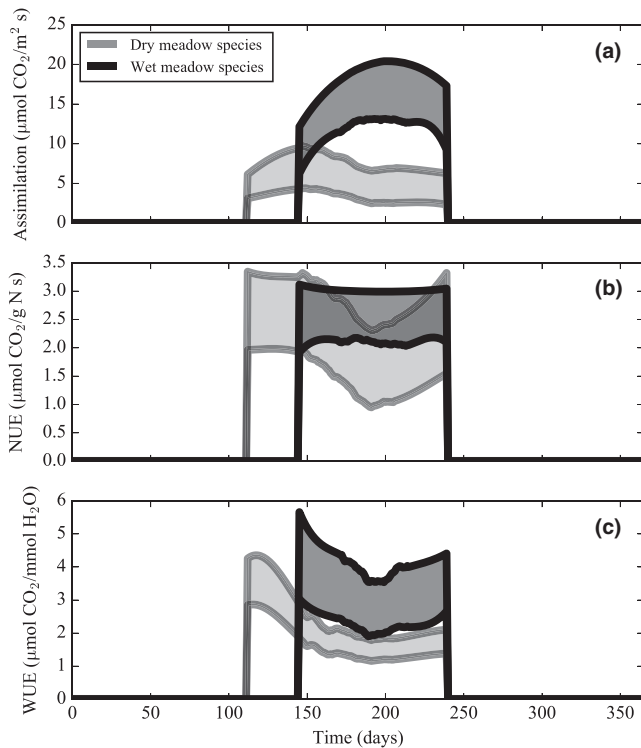 (a)
Dry meadow species
Wet meadow species
Assimilation (μmol CO₂/m² s)
25
20
15
10
5
0
(b)
NUE (μmol CO₂/g N s)
3.5
3.0
2.5
2.0
1.5
1.0
0.5
0.0
(c)
WUE (μmol CO₂/mmol H₂O)
6
5
4
3
2
1
0
0 50 100 150 200 250 300 350
Time (days)